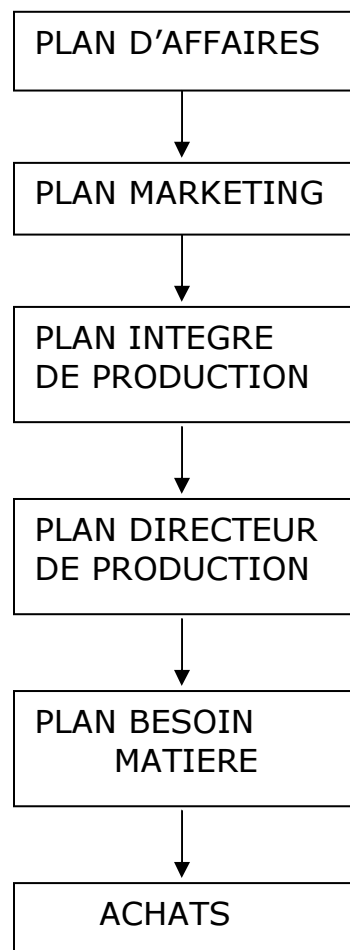 PLAN D’AFFAIRES
PLAN MARKETING
PLAN INTEGRE
DE PRODUCTION
PLAN DIRECTEUR
DE PRODUCTION
PLAN BESOIN
MATIERE
ACHATS